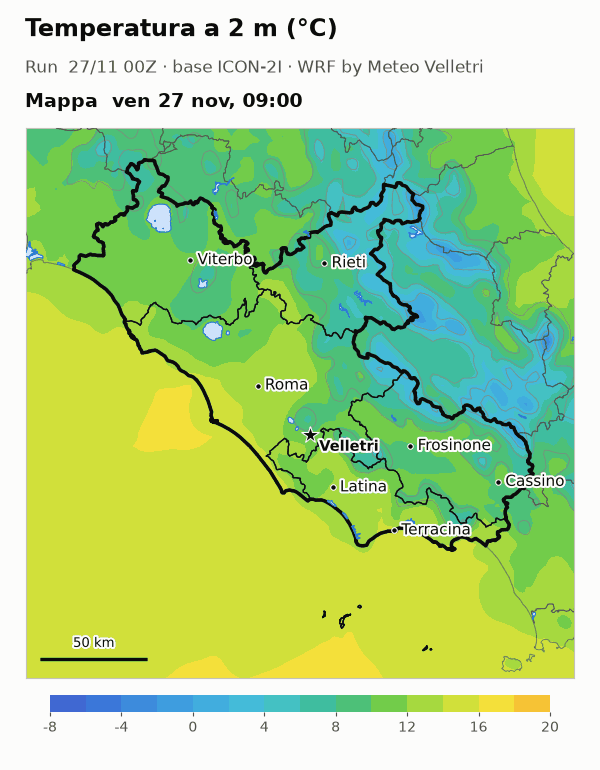 Temperatura a 2 m (°C)
Run  27/11 00Z · base ICON-2I · WRF by Meteo Velletri
Mappa  ven 27 nov, 09:00
Viterbo
Rieti
Roma
Velletri
Frosinone
Cassino
Latina
Terracina
50 km
-8 -4 0 4 8 12 16 20